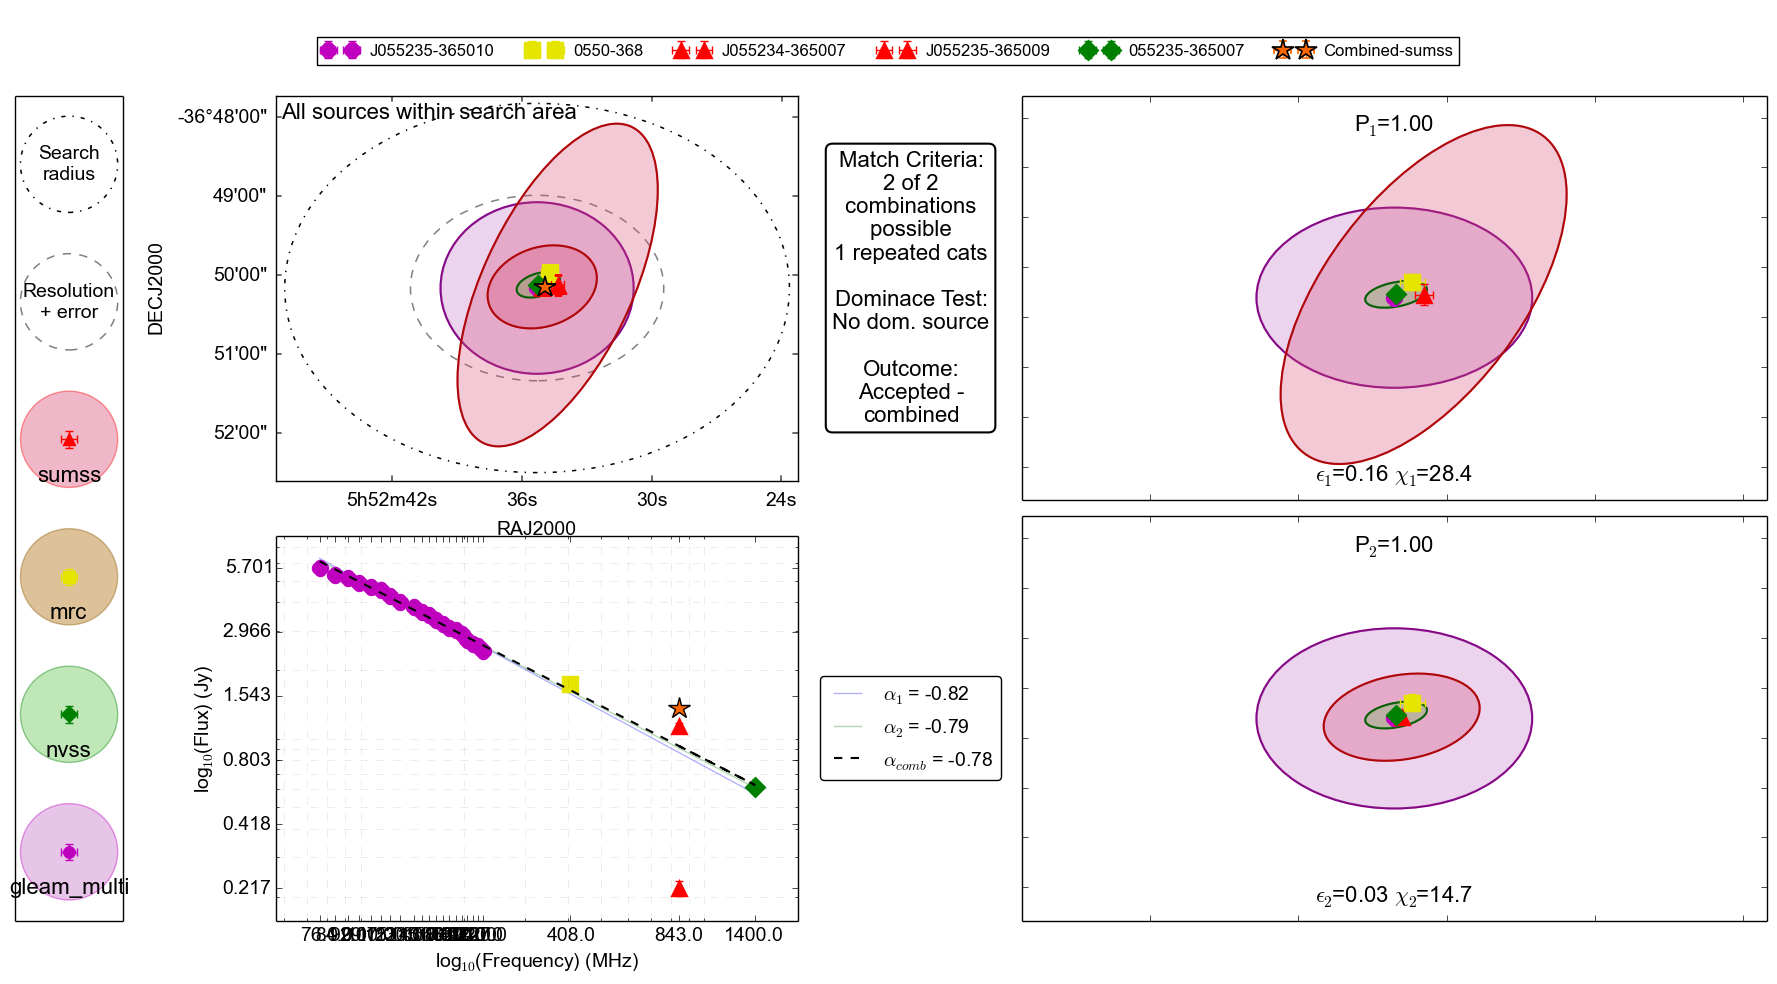 J055235-365010
0550-368
J055234-365007
J055235-365009
055235-365007
Combined-sumss
Search
radius
Resolution
+ error
sumss
mrc
nvss
gleam_multi
All sources within search area
DECJ2000
-36°48'00"
49'00"
50'00"
51'00"
52'00"
5h52m42s
36s
30s
24s
RAJ2000
Match Criteria:
2 of 2
combinations
possible
1 repeated cats
Dominace Test:
No dom. source
Outcome:
Accepted -
combined
P₁=1.00
ϵ₁=0.16 χ₁=28.4
log₁₀(Flux) (Jy)
5.701
2.966
1.543
0.803
0.418
0.217
408.0
843.0
1400.0
log₁₀(Frequency) (MHz)
α₁ = -0.82
α₂ = -0.79
α_comb = -0.78
P₂=1.00
ϵ₂=0.03 χ₂=14.7